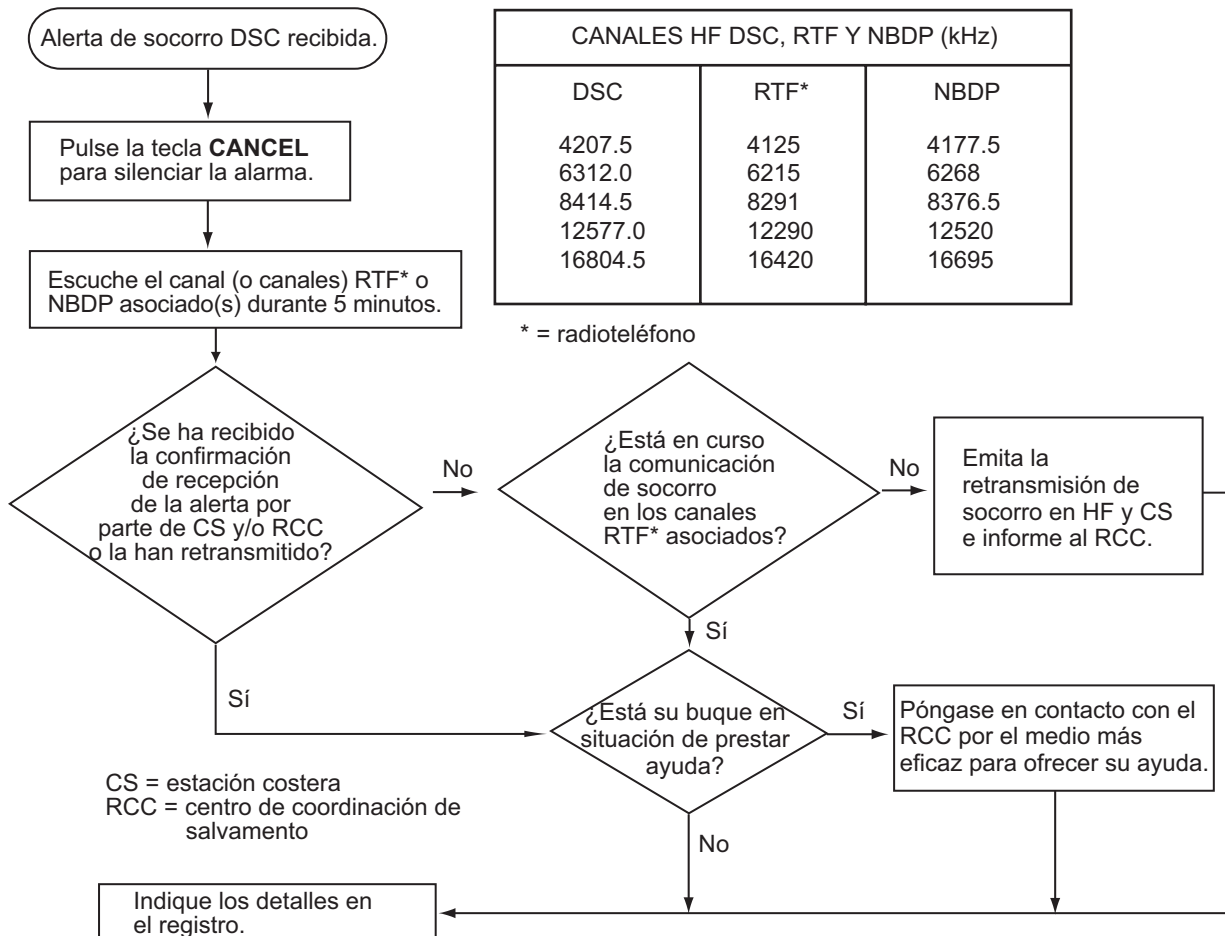 Alerta de socorro DSC recibida.
Pulse la tecla CANCEL
para silenciar la alarma.
Escuche el canal (o canales) RTF* o
NBDP asociado(s) durante 5 minutos.
CANALES HF DSC, RTF Y NBDP (kHz)
DSC RTF* NBDP
4207.5 4125 4177.5
6312.0 6215 6268
8414.5 8291 8376.5
12577.0 12290 12520
16804.5 16420 16695
* = radioteléfono
¿Se ha recibido
la confirmación
de recepción
de la alerta por
parte de CS y/o RCC
o la han retransmitido?
No
¿Está en curso
la comunicación
de socorro
en los canales
RTF* asociados?
No
Emita la
retransmisión de
socorro en HF y CS
e informe al RCC.
Sí
Sí
¿Está su buque en
situación de prestar
ayuda?
Sí
Póngase en contacto con el
RCC por el medio más
eficaz para ofrecer su ayuda.
CS = estación costera
RCC = centro de coordinación de
salvamento
No
Indique los detalles en
el registro.